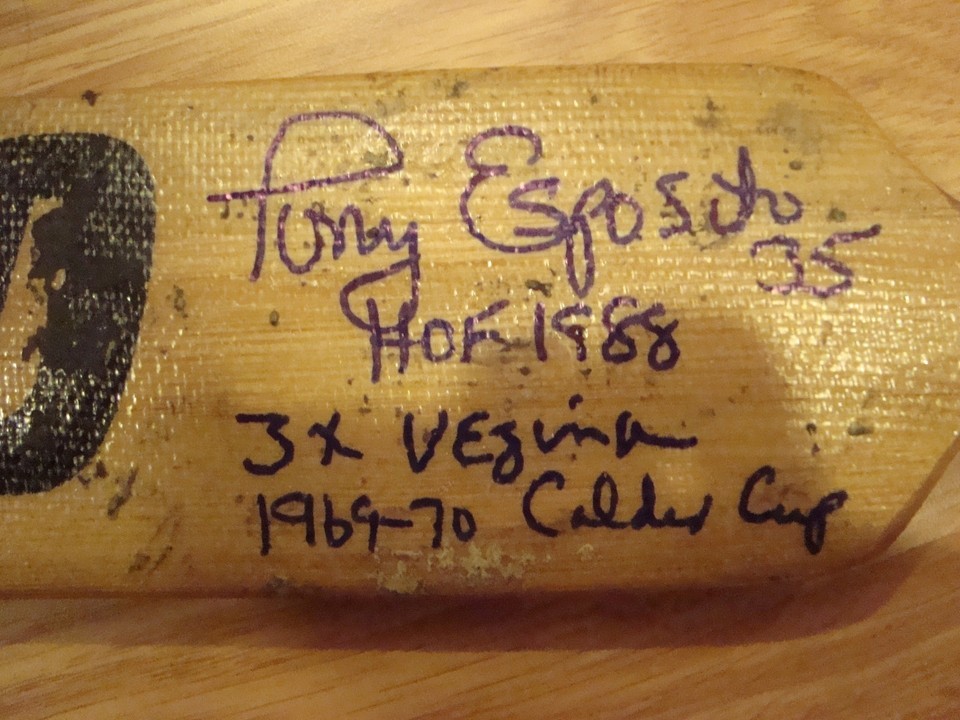 Tony Esposito
35
HOF 1988
3x VEzina
1969-70 Calder Cup